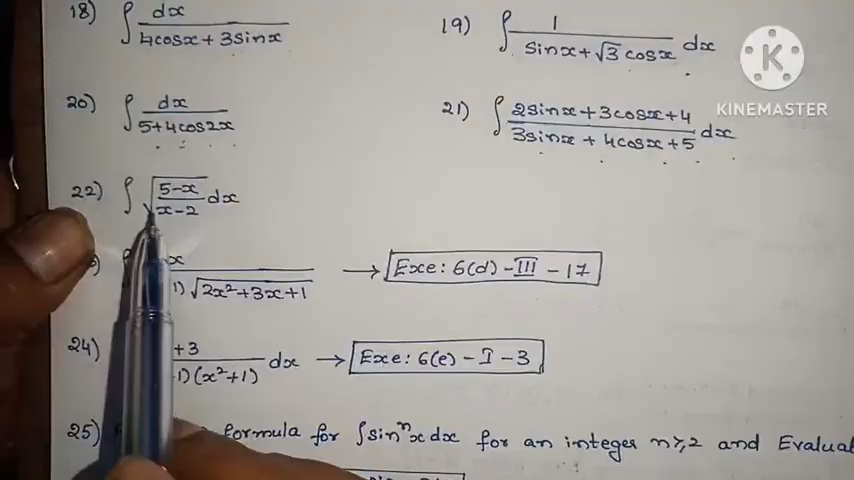 18) ∫ dx / 4cosx + 3sinx
19) ∫ 1 / sinx + √3 cosx dx
20) ∫ dx / 5+4cos2x
21) ∫ 2sinx + 3cosx + 4 / 3sinx + 4cosx + 5 dx
K
KINEMASTER
22) ∫ √(5-x / x-2) dx
x / 1) √(2x²+3x+1) → Exe: 6(d) - III - 17
24) +3 / 1)(x²+1) dx → Exe: 6(e) - I - 3
25) formula for ∫sinⁿx dx for an integer n≥2 and Evaluat